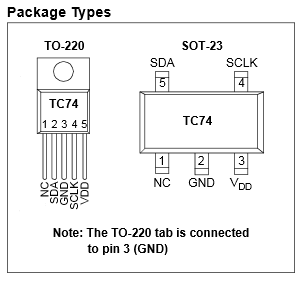 Package Types
TO-220
SOT-23
SDA
SCLK
5
4
TC74
TC74
1 2 3 4 5
1
2
3
NC
SDA
GND
SCLK
VDD
NC
GND
VDD
Note: The TO-220 tab is connected
to pin 3 (GND)